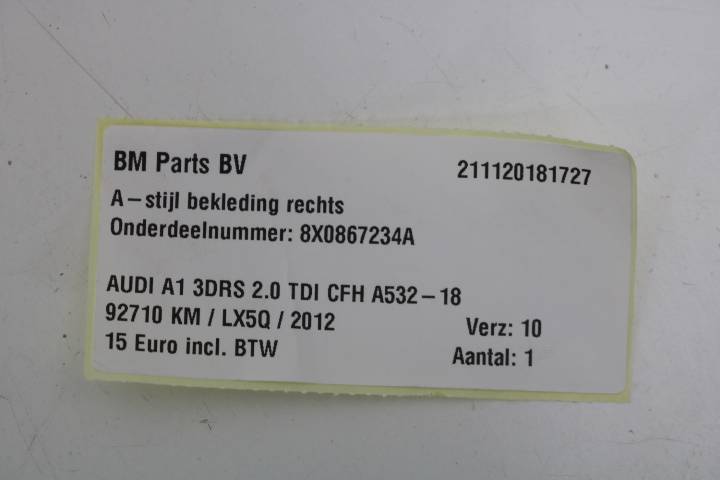 BM Parts BV 211120181727
A-stijl bekleding rechts
Onderdeelnummer: 8X0867234A
AUDI A1 3DRS 2.0 TDI CFH A532-18
92710 KM / LX5Q / 2012 Verz: 10
15 Euro incl. BTW Aantal: 1